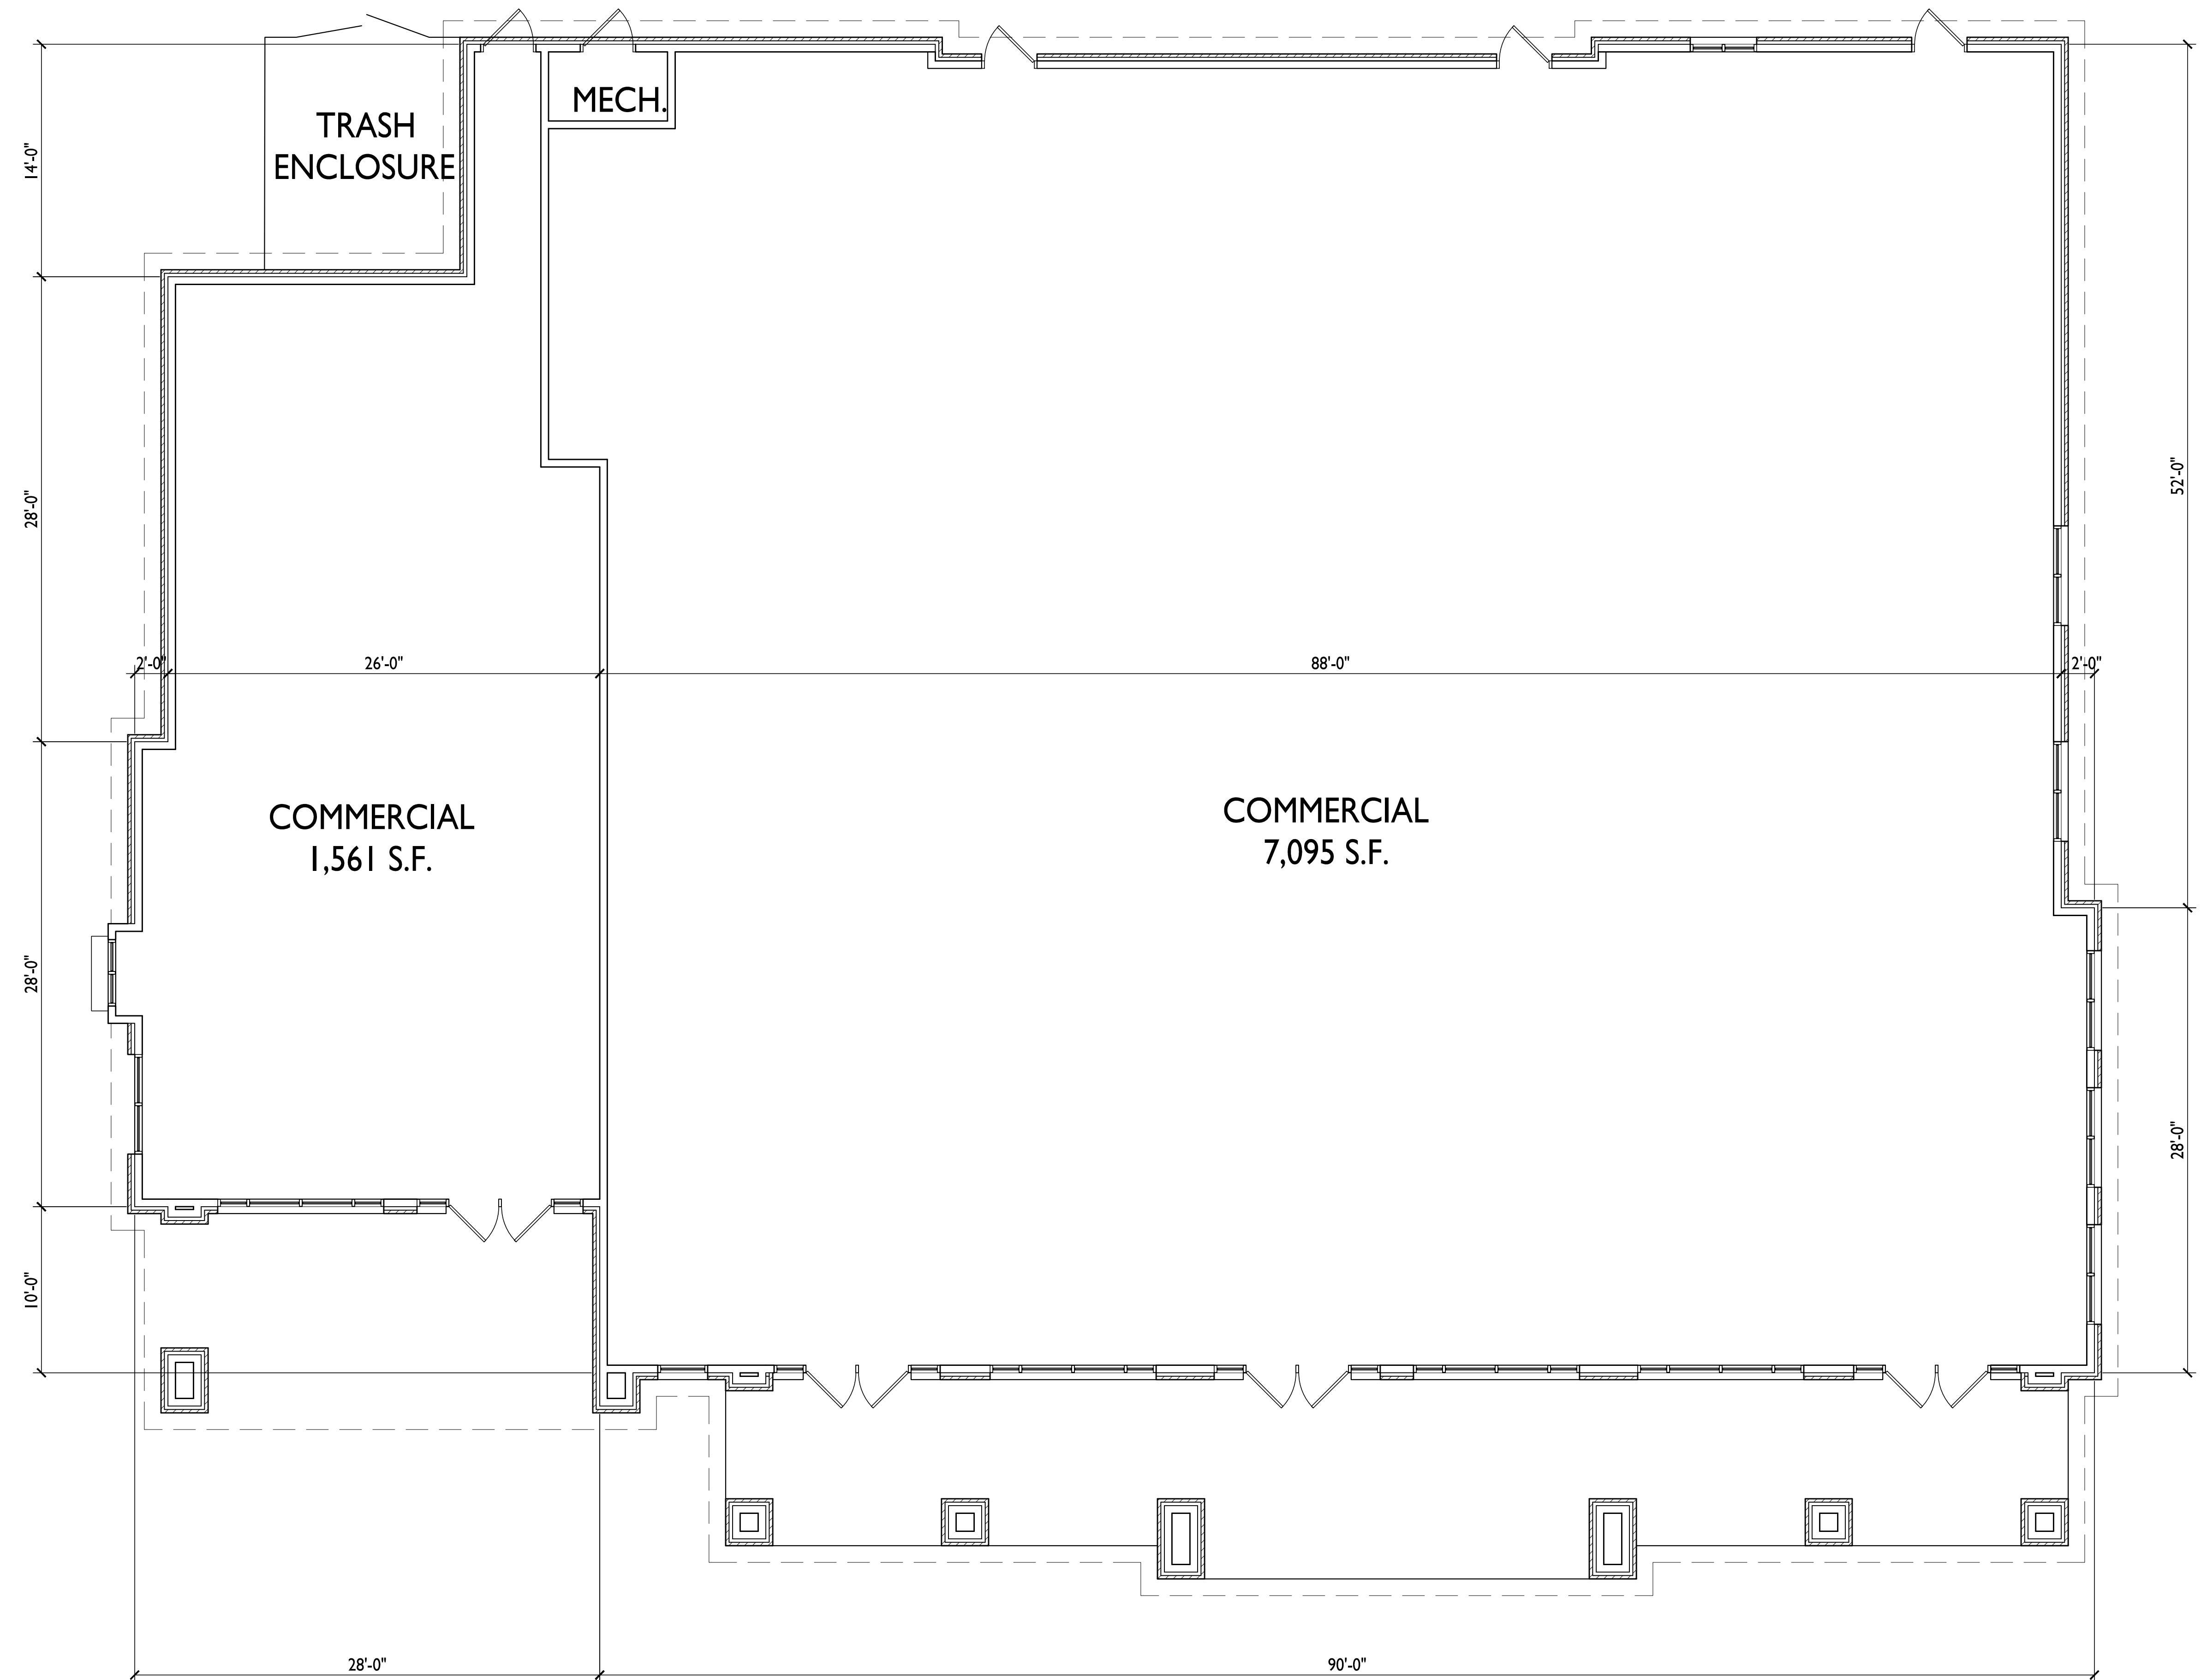 MECH.
TRASH
ENCLOSURE
14'-0"
28'-0"
52'-0"
2'-0"
26'-0"
88'-0"
2'-0"
COMMERCIAL
1,561 S.F.
COMMERCIAL
7,095 S.F.
28'-0"
28'-0"
10'-0"
28'-0"
90'-0"